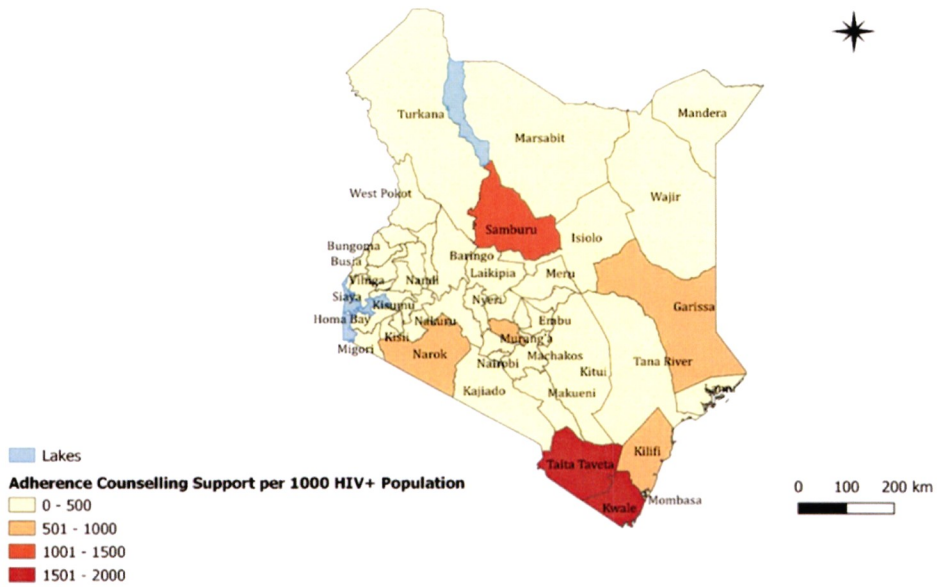 Mandera
Turkana
Marsabit
West Pokot
Wajir
Samburu
Isiolo
Bungoma
Busia
Baringo
Laikipia
Meru
Vihiga
Nandi
Siaya
Kisumu
Nyeri
Garissa
Homa Bay
Nakuru
Embu
Kisii
Murang'a
Migori
Narok
Nairobi
Machakos
Tana River
Kitui
Kajiado
Makueni
Lamu
Kilifi
Taita Taveta
Kwale
Mombasa
Lakes
Adherence Counselling Support per 1000 HIV+ Population
0 - 500
501 - 1000
1001 - 1500
1501 - 2000
0 100 200 km